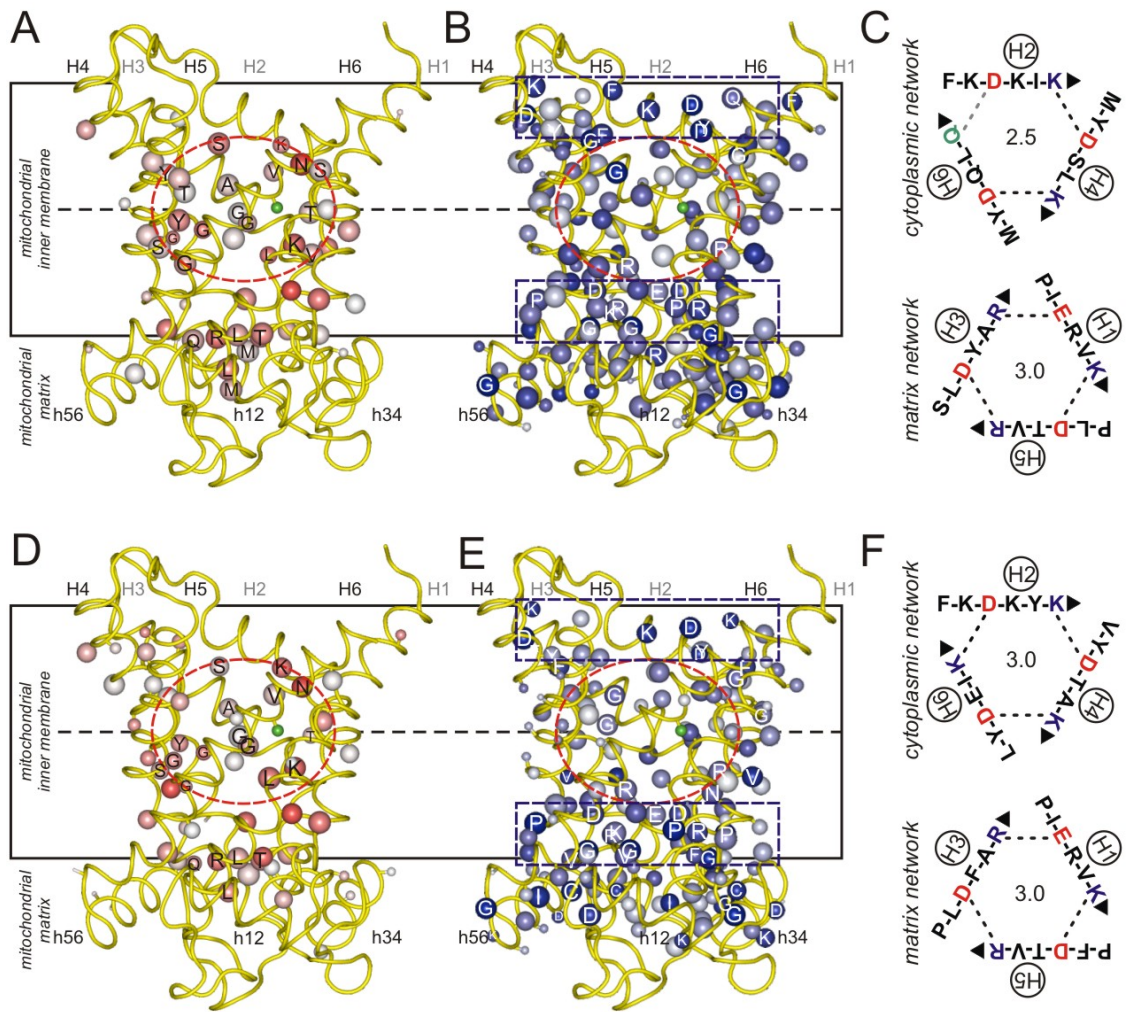 A
H4 H3 H5 H2 H6 H1
S K
Y V N S
T A
G T
Y G G
S G K
G L V
Q R L T
M
L
M
mitochondrial
inner membrane
mitochondrial
matrix
h56 h12 h34
B
H4 H3 H5 H2 H6 H1
K F K D Q F
D Y G F Y
G G
R R
P D E D
K R P R
G G R G
G G
h56 h12 h34
C
cytoplasmic network
H2
F-K-D-K-I-K
2.5
M-Y-D-S-L-K
H4
M-Y-D-Q-L-Q
H6
matrix network
P-I-E-R-V-K
H1
3.0
S-L-D-Y-A-R
H3
P-L-D-T-V-R
H5
D
H4 H3 H5 H2 H6 H1
S K
V N
A
G T
Y G G
S G K
G L
Q R L T
L
mitochondrial
inner membrane
mitochondrial
matrix
h56 h12 h34
E
H4 H3 H5 H2 H6 H1
K K D K
D Y Y
G
G G
V R R V
N
P D E D
R K P R P
V G V G F G
I G C C
G D D G D
K K
h56 h12 h34
F
cytoplasmic network
H2
F-K-D-K-Y-K
3.0
V-Y-D-T-A-K
H4
L-Y-D-E-I-K
H6
matrix network
P-I-E-R-V-K
H1
3.0
P-L-D-F-A-R
H3
P-F-D-T-V-R
H5